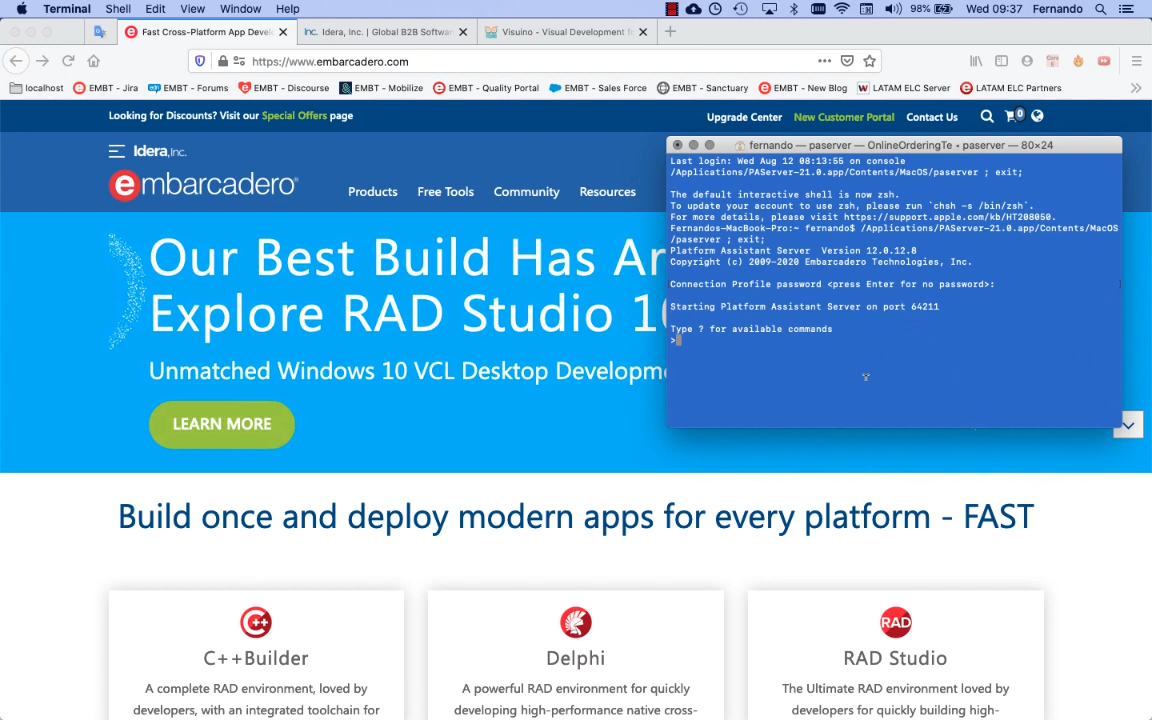 Terminal Shell Edit View Window Help
98% Wed 09:37 Fernando
Fast Cross-Platform App Devel
Inc. Idera, Inc. | Global B2B Softwar
Visuino - Visual Development fo
https://www.embarcadero.com
localhost EMBT - Jira EMBT - Forums EMBT - Discourse EMBT - Mobilize EMBT - Quality Portal EMBT - Sales Force EMBT - Sanctuary EMBT - New Blog LATAM ELC Server LATAM ELC Partners
Looking for Discounts? Visit our Special Offers page
Upgrade Center New Customer Portal Contact Us 0
Idera, Inc.
embarcadero®
Products Free Tools Community Resources
fernando — paserver — OnlineOrderingTe • paserver — 80×24
Last login: Wed Aug 12 08:13:55 on console
/Applications/PAServer-21.0.app/Contents/MacOS/paserver ; exit;
The default interactive shell is now zsh.
To update your account to use zsh, please run `chsh -s /bin/zsh`.
For more details, please visit https://support.apple.com/kb/HT208050.
Fernandos-MacBook-Pro:~ fernando$ /Applications/PAServer-21.0.app/Contents/MacOS
/paserver ; exit;
Platform Assistant Server  Version 12.0.12.8
Copyright (c) 2009-2020 Embarcadero Technologies, Inc.
Connection Profile password <press Enter for no password>:
Starting Platform Assistant Server on port 64211
Type ? for available commands
>
Our Best Build Has Ar
Explore RAD Studio 10
Unmatched Windows 10 VCL Desktop Developme
LEARN MORE
Build once and deploy modern apps for every platform - FAST
C++Builder
A complete RAD environment, loved by
developers, with an integrated toolchain for
Delphi
A powerful RAD environment for quickly
developing high-performance native cross-
RAD
RAD Studio
The Ultimate RAD environment loved by
developers for quickly building high-